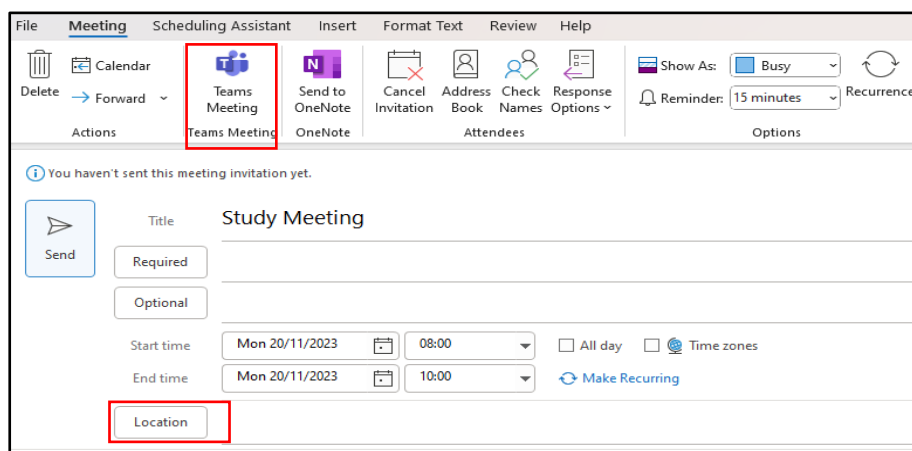 File Meeting Scheduling Assistant Insert Format Text Review Help
Delete
Calendar
Forward
Actions
Teams Meeting
Teams Meeting
Send to OneNote
OneNote
Cancel Invitation
Address Book
Check Names
Response Options
Attendees
Show As: Busy
Reminder: 15 minutes
Recurrence
Options
You haven't sent this meeting invitation yet.
Send
Title Study Meeting
Required
Optional
Start time Mon 20/11/2023 08:00 All day Time zones
End time Mon 20/11/2023 10:00 Make Recurring
Location